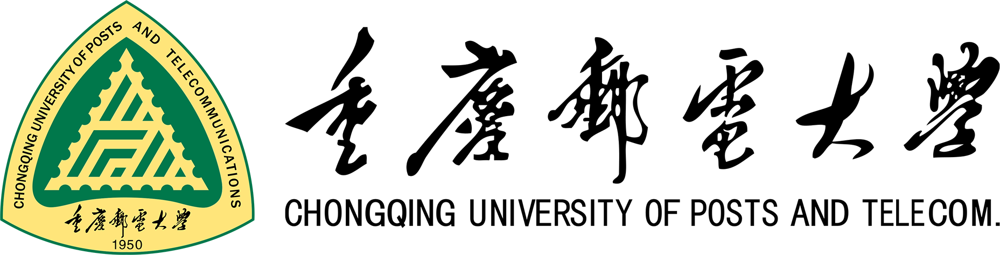 CHONGQING UNIVERSITY OF POSTS AND TELECOMMUNICATIONS
重慶郵電大學
1950
重慶郵電大學
CHONGQING UNIVERSITY OF POSTS AND TELECOM.